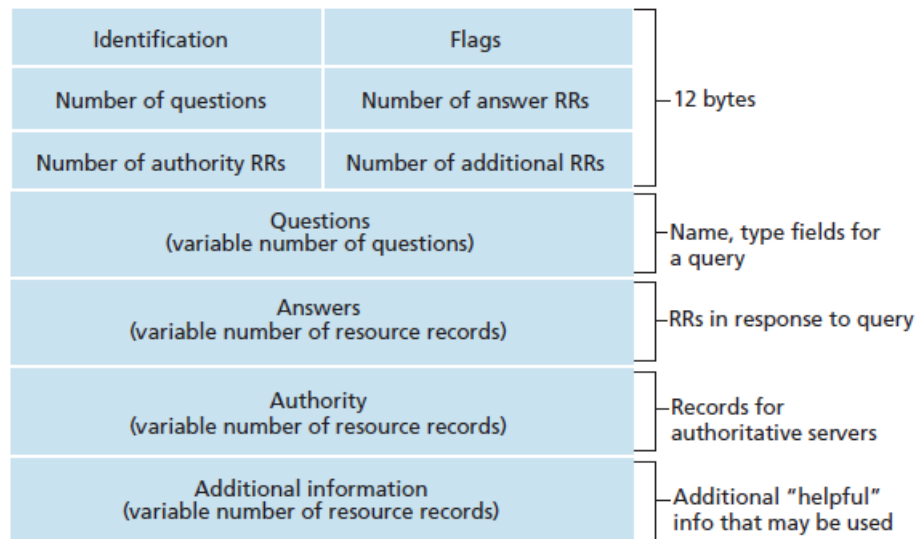 Identification
Flags
Number of questions
Number of answer RRs
12 bytes
Number of authority RRs
Number of additional RRs
Questions
(variable number of questions)
Name, type fields for
a query
Answers
(variable number of resource records)
RRs in response to query
Authority
(variable number of resource records)
Records for
authoritative servers
Additional information
(variable number of resource records)
Additional “helpful”
info that may be used